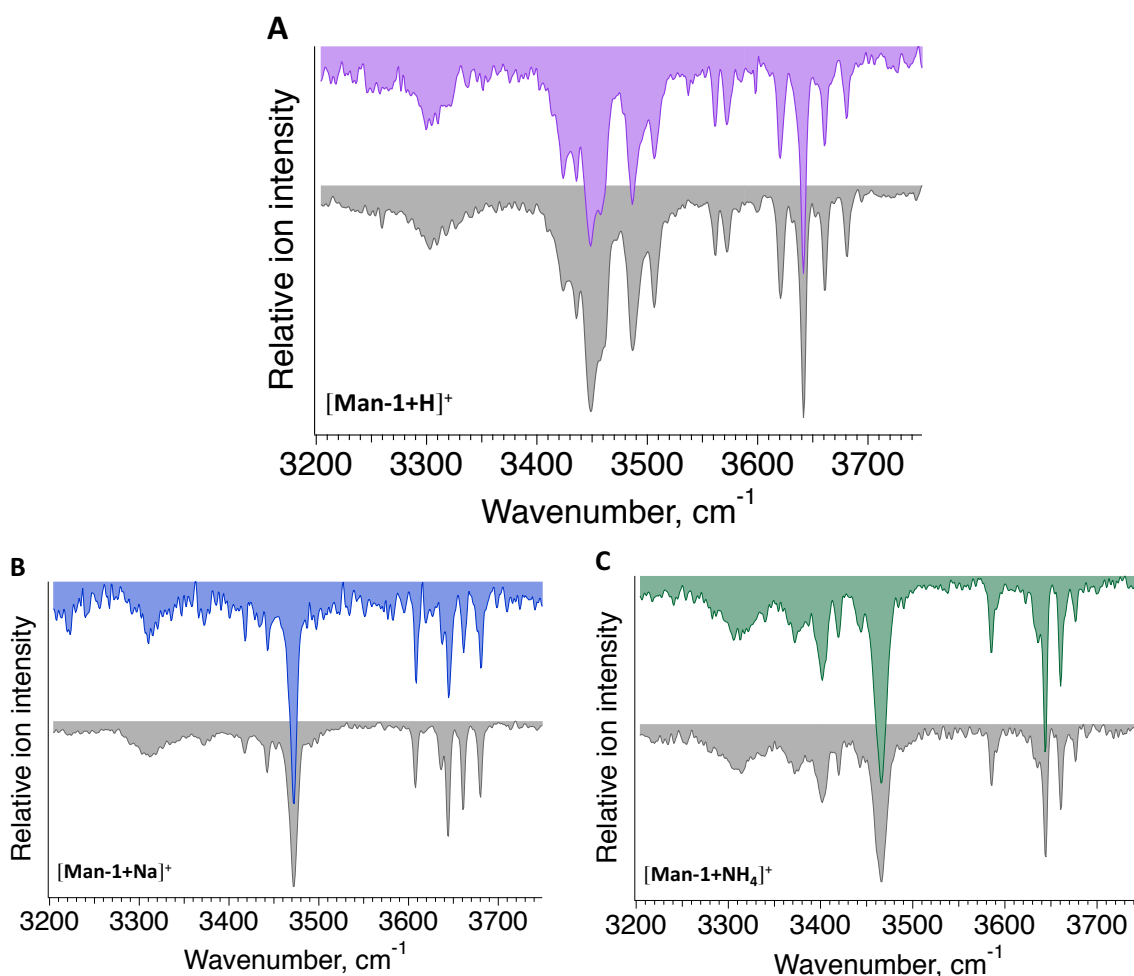 A
Relative ion intensity
[Man-1+H]⁺
3200 3300 3400 3500 3600 3700
Wavenumber, cm⁻¹
B
Relative ion intensity
[Man-1+Na]⁺
3200 3300 3400 3500 3600 3700
Wavenumber, cm⁻¹
C
Relative ion intensity
[Man-1+NH₄]⁺
3200 3300 3400 3500 3600 3700
Wavenumber, cm⁻¹